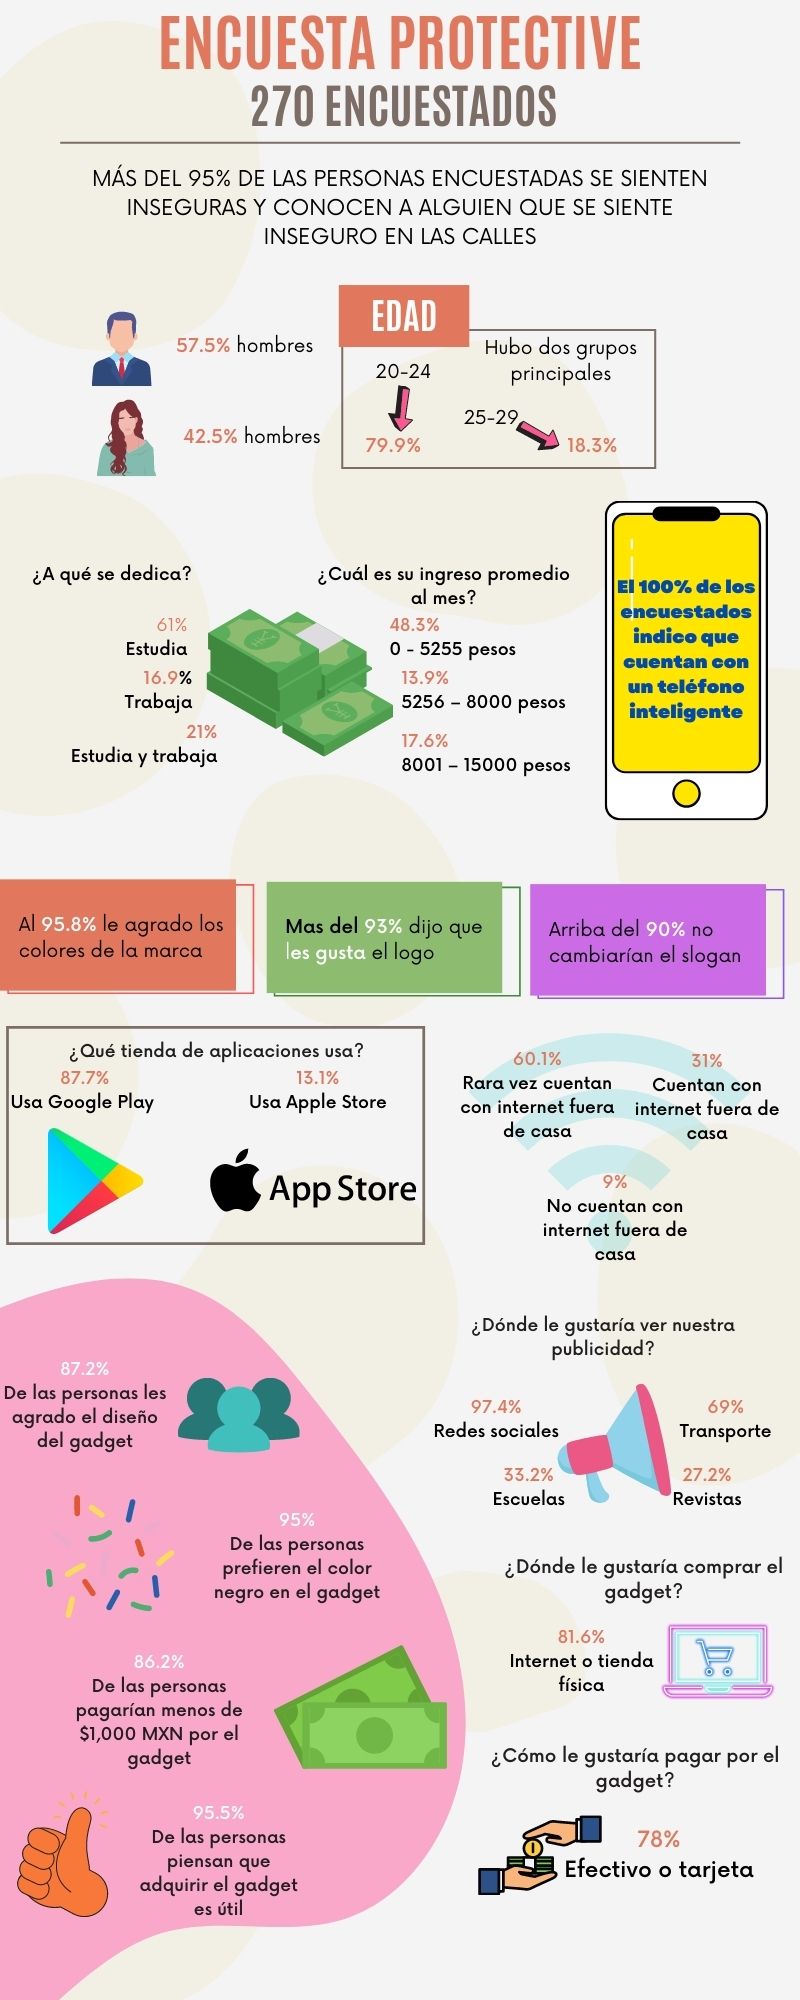 ENCUESTA PROTECTIVE
270 ENCUESTADOS
MÁS DEL 95% DE LAS PERSONAS ENCUESTADAS SE SIENTEN
INSEGURAS Y CONOCEN A ALGUIEN QUE SE SIENTE
INSEGURO EN LAS CALLES
57.5% hombres
42.5% hombres
EDAD
Hubo dos grupos
principales
20-24
79.9%
25-29
18.3%
¿A qué se dedica?
61%
Estudia
16.9%
Trabaja
21%
Estudia y trabaja
¿Cuál es su ingreso promedio
al mes?
48.3%
0 - 5255 pesos
13.9%
5256 – 8000 pesos
17.6%
8001 – 15000 pesos
El 100% de los
encuestados
indico que
cuentan con
un teléfono
inteligente
Al 95.8% le agrado los
colores de la marca
Mas del 93% dijo que
les gusta el logo
Arriba del 90% no
cambiarían el slogan
¿Qué tienda de aplicaciones usa?
87.7%
Usa Google Play
13.1%
Usa Apple Store
App Store
60.1%
Rara vez cuentan
con internet fuera
de casa
31%
Cuentan con
internet fuera de
casa
9%
No cuentan con
internet fuera de
casa
87.2%
De las personas les
agrado el diseño
del gadget
95%
De las personas
prefieren el color
negro en el gadget
86.2%
De las personas
pagarían menos de
$1,000 MXN por el
gadget
95.5%
De las personas
piensan que
adquirir el gadget
es útil
¿Dónde le gustaría ver nuestra
publicidad?
97.4%
Redes sociales
69%
Transporte
33.2%
Escuelas
27.2%
Revistas
¿Dónde le gustaría comprar el
gadget?
81.6%
Internet o tienda
física
¿Cómo le gustaría pagar por el
gadget?
78%
Efectivo o tarjeta